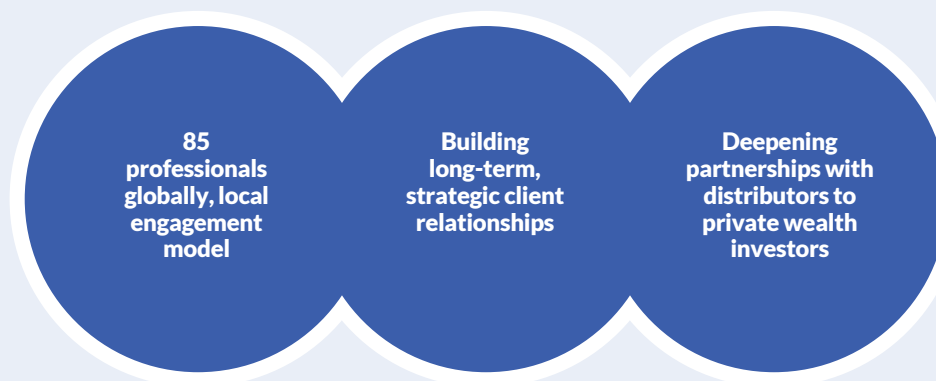 85
professionals
globally, local
engagement
model
Building
long-term,
strategic client
relationships
Deepening
partnerships with
distributors to
private wealth
investors